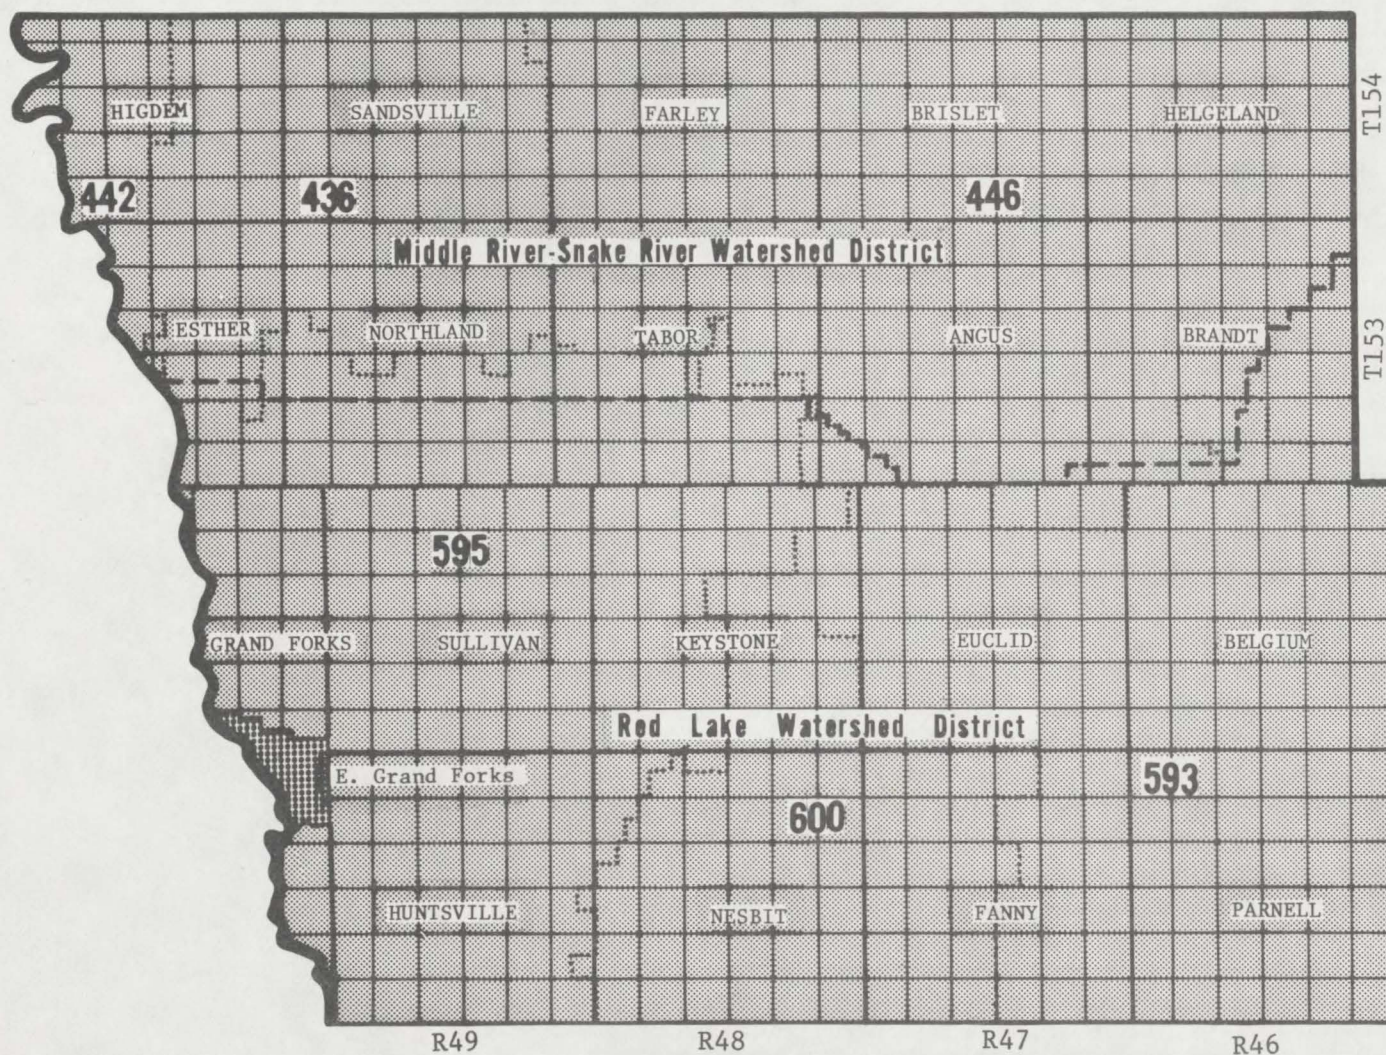 HIGDEM SANDSVILLE FARLEY BRISLET HELGELAND
T154
442 436 446
Middle River-Snake River Watershed District
ESTHER NORTHLAND TABOR ANGUS BRANDT
T153
595
GRAND FORKS SULLIVAN KEYSTONE EUCLID BELGIUM
Red Lake Watershed District
E. Grand Forks
593
600
HUNTSVILLE NESBIT FANNY PARNELL
R49 R48 R47 R46